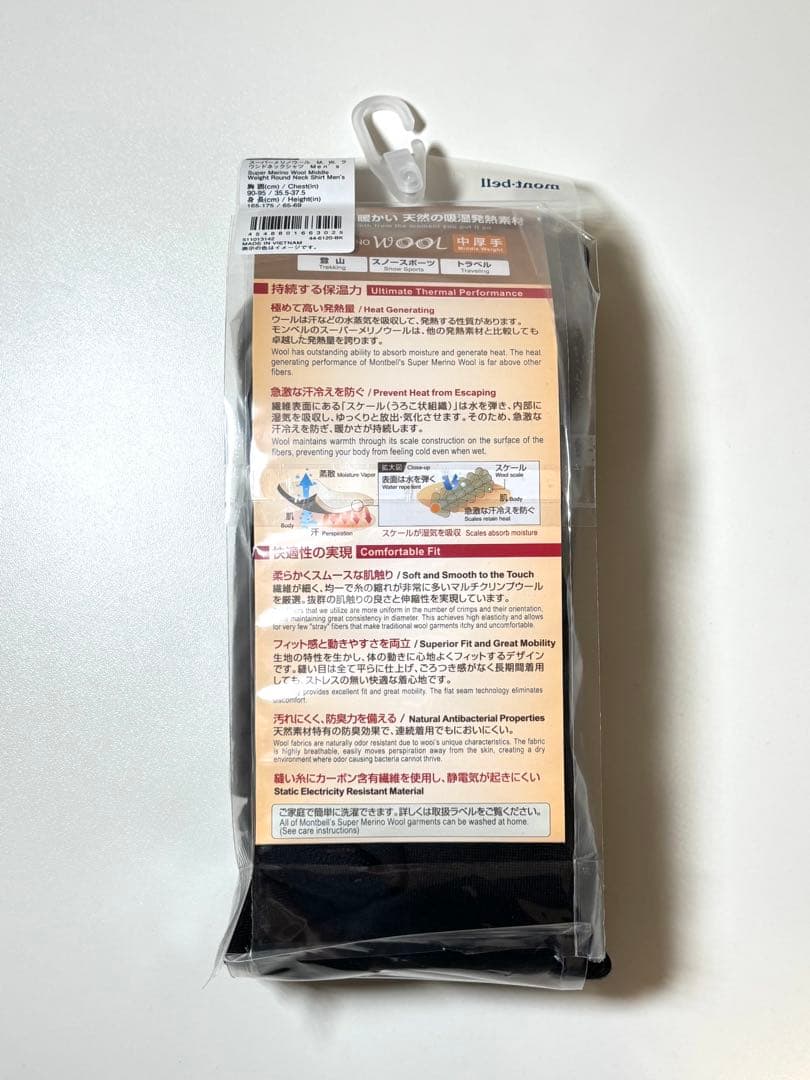 スーパーメリノウール M. W. ラ
ウンドネックシャツ Men's
Super Merino Wool Middle
Weight Round Neck Shirt Men's
胸 囲(cm) / Chest(in)
90-95 / 35.5-37.5
身 長(cm) / Height(in)
165-175 / 65-69
MADE IN VIETNAM
表示の色はイメージです。
mont-bell
暖かい 天然の吸湿発熱素材
from the moment you put it on
WOOL 中厚手
Middle Weight
登山
Trekking
スノースポーツ
Snow Sports
トラベル
Traveling
持続する保温力 Ultimate Thermal Performance
極めて高い発熱量 / Heat Generating
ウールは汗などの水蒸気を吸収して、発熱する性質があります。
モンベルのスーパーメリノウールは、他の発熱素材と比較しても
卓越した発熱量を誇ります。
Wool has outstanding ability to absorb moisture and generate heat. The heat
generating performance of Montbell's Super Merino Wool is far above other
fibers.
急激な汗冷えを防ぐ / Prevent Heat from Escaping
繊維表面にある「スケール(うろこ状組織)」は水を弾き、内部に
湿気を吸収し、ゆっくりと放出・気化させます。そのため、急激な
汗冷えを防ぎ、暖かさが持続します。
Wool maintains warmth through its scale construction on the surface of the
fibers, preventing your body from feeling cold even when wet.
蒸散 Moisture Vapor
肌
Body
汗 Perspiration
拡大図 Close-up
表面は水を弾く
Water repellent
スケール
Wool scale
肌 Body
急激な汗冷えを防ぐ
Scales retain heat
スケールが湿気を吸収 Scales absorb moisture
快適性の実現 Comfortable Fit
柔らかくスムースな肌触り / Soft and Smooth to the Touch
繊維が細く、均一で糸の縮れが非常に多いマルチクリンプウール
を厳選。抜群の肌触りの良さと伸縮性を実現しています。
that we utilize are more uniform in the number of crimps and their orientation,
maintaining great consistency in diameter. This achieves high elasticity and allows
for very few "stray" fibers that make traditional wool garments itchy and uncomfortable.
フィット感と動きやすさを両立 / Superior Fit and Great Mobility
生地の特性を生かし、体の動きに心地よくフィットするデザイン
です。縫い目は全て平らに仕上げ、ごろつき感がなく長期間着用
しても、ストレスの無い快適な着心地です。
provides excellent fit and great mobility. The flat seam technology eliminates
discomfort.
汚れにくく、防臭力を備える / Natural Antibacterial Properties
天然素材特有の防臭効果で、連続着用でもにおいにくい。
Wool fabrics are naturally odor resistant due to wool's unique characteristics. The fabric
is highly breathable, easily moves perspiration away from the skin, creating a dry
environment where odor causing bacteria cannot thrive.
縫い糸にカーボン含有繊維を使用し、静電気が起きにくい
Static Electricity Resistant Material
ご家庭で簡単に洗濯できます。詳しくは取扱ラベルをご覧ください。
All of Montbell's Super Merino Wool garments can be washed at home.
(See care instructions)